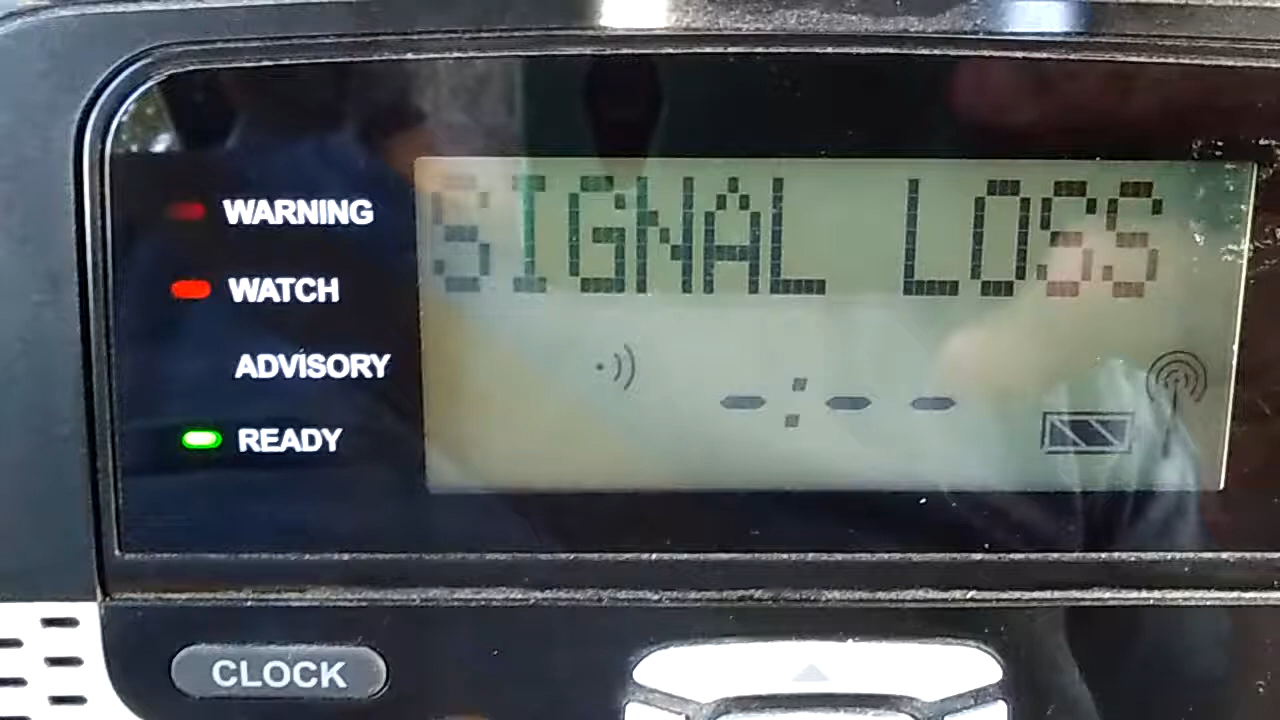 WARNING
WATCH
ADVISORY
READY
SIGNAL LOSS
-:--
CLOCK